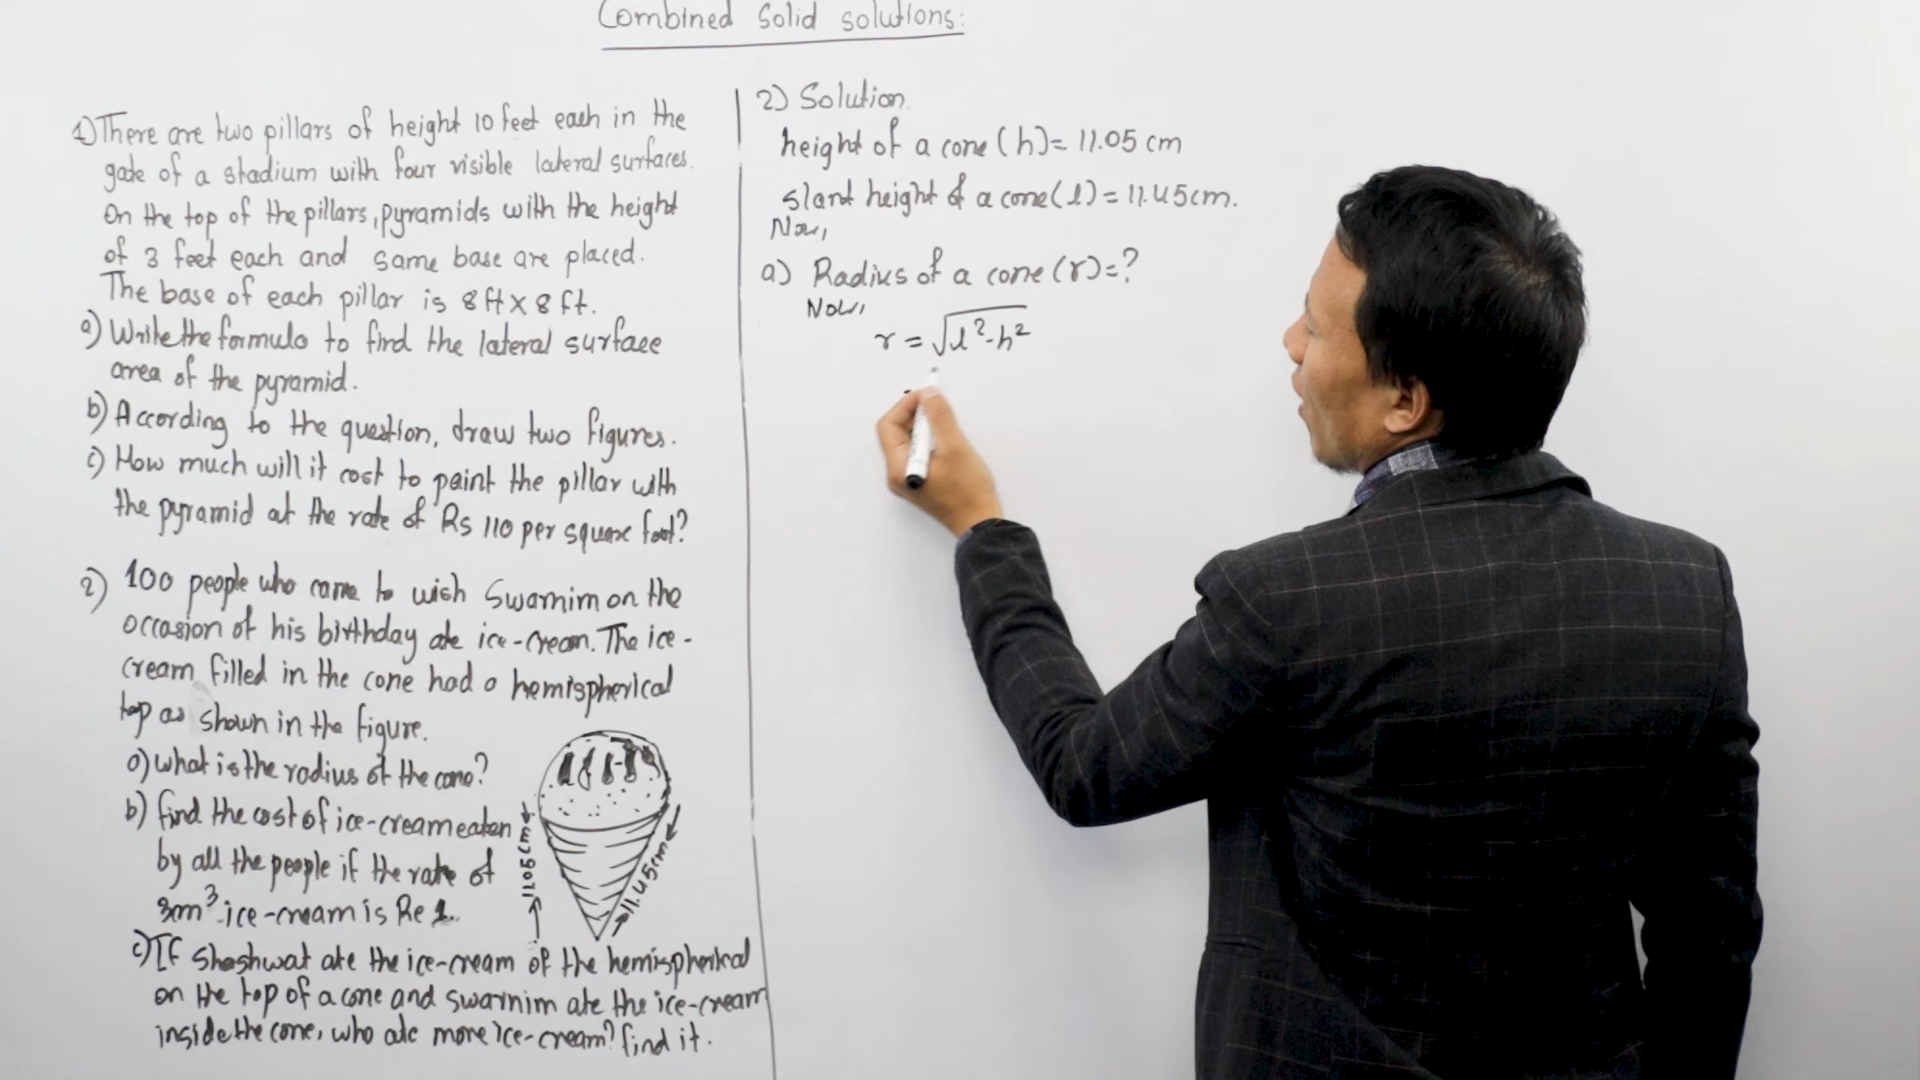 Combined Solid solutions:
1) There are two pillars of height 10 feet each in the
gate of a stadium with four visible lateral surfaces.
On the top of the pillars, pyramids with the height
of 3 feet each and same base are placed.
The base of each pillar is 8 ft x 8 ft.
a) Write the formula to find the lateral surface
area of the pyramid.
b) According to the question, draw two figures.
c) How much will it cost to paint the pillar with
the pyramid at the rate of Rs 110 per square foot?
2) 100 people who came to wish Swarnim on the
occasion of his birthday ate ice-cream. The ice-
cream filled in the cone had a hemispherical
top as shown in the figure.
a) what is the radius of the cone?
b) find the cost of ice-cream eaten
by all the people if the rate of
3cm³ ice-cream is Re 1.
c) If Shashwat ate the ice-cream of the hemispherical
on the top of a cone and swarnim ate the ice-cream
inside the cone, who ate more ice-cream? find it.
11.05 cm
11.45 cm
2) Solution
height of a cone (h) = 11.05 cm
slant height of a cone (l) = 11.45 cm.
Now,
a) Radius of a cone (r) = ?
Now,
r = √l²-h²